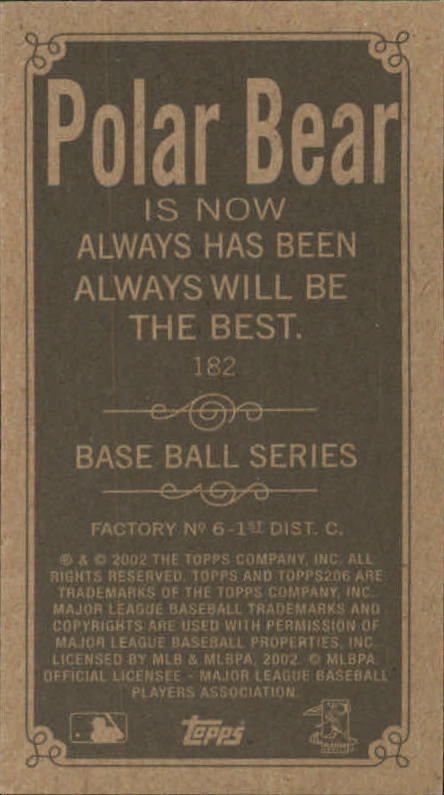 Polar Bear
IS NOW
ALWAYS HAS BEEN
ALWAYS WILL BE
THE BEST.
182
BASE BALL SERIES
FACTORY Nº 6-1ST DIST. C.
® & © 2002 THE TOPPS COMPANY, INC. ALL
RIGHTS RESERVED. TOPPS AND TOPPS206 ARE
TRADEMARKS OF THE TOPPS COMPANY, INC.
MAJOR LEAGUE BASEBALL TRADEMARKS AND
COPYRIGHTS ARE USED WITH PERMISSION OF
MAJOR LEAGUE BASEBALL PROPERTIES, INC.
LICENSED BY MLB & MLBPA, 2002. © MLBPA
OFFICIAL LICENSEE - MAJOR LEAGUE BASEBALL
PLAYERS ASSOCIATION.
Topps